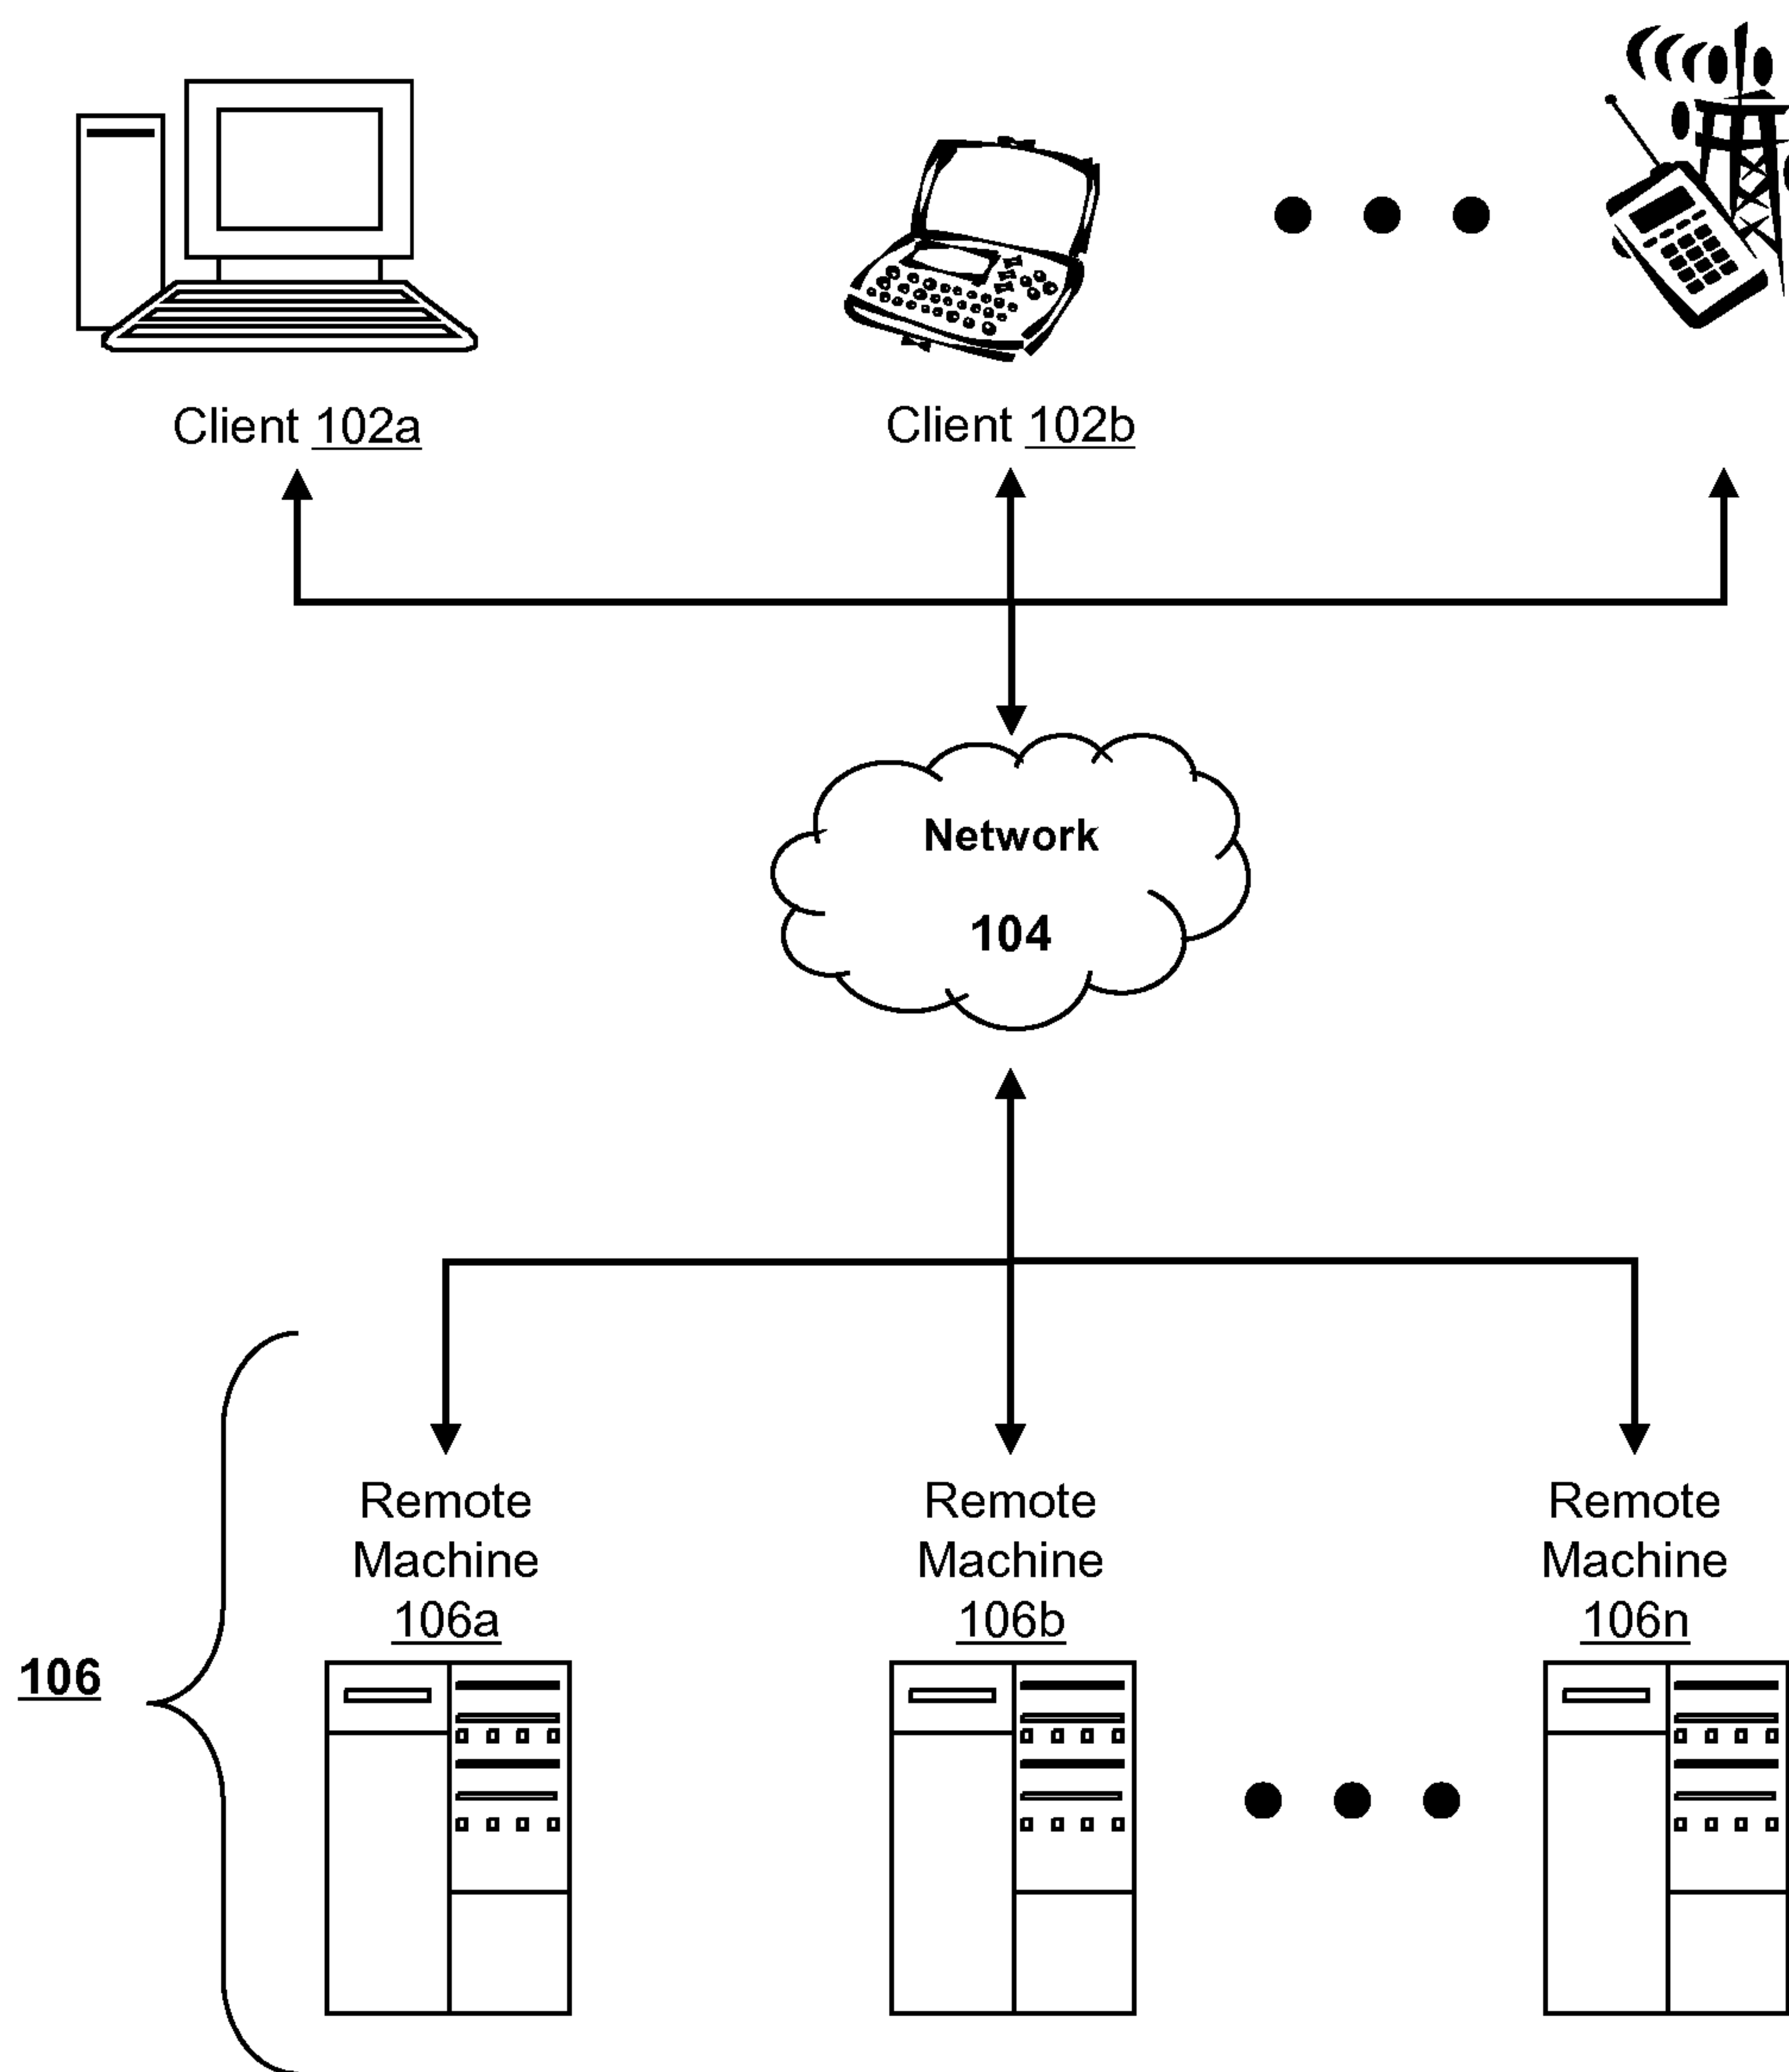 Client 102a
Client 102b
Network
104
Remote
Machine
106a
Remote
Machine
106b
Remote
Machine
106n
106